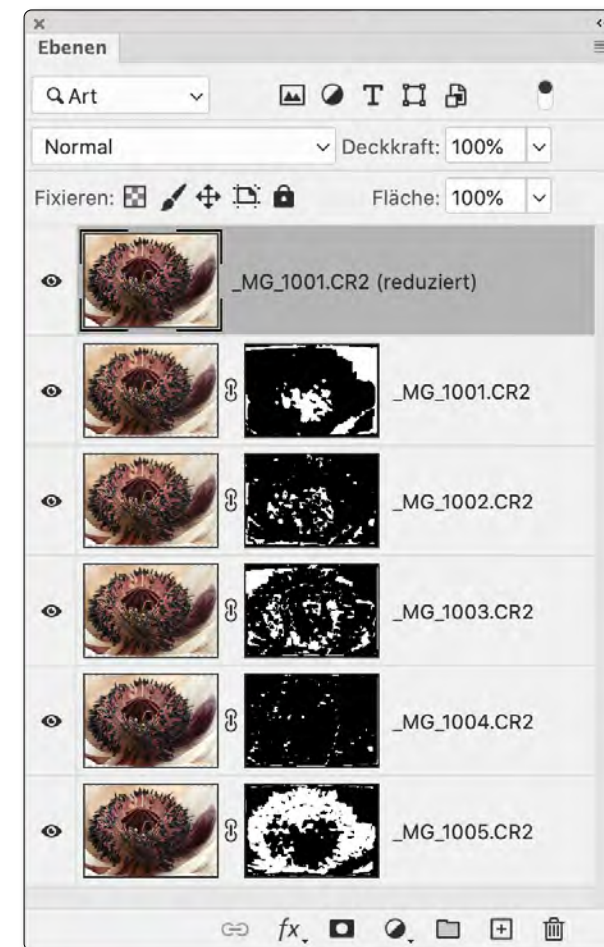 Ebenen
Art
Normal Deckkraft: 100%
Fixieren: Fläche: 100%
_MG_1001.CR2 (reduziert)
_MG_1001.CR2
_MG_1002.CR2
_MG_1003.CR2
_MG_1004.CR2
_MG_1005.CR2
fx